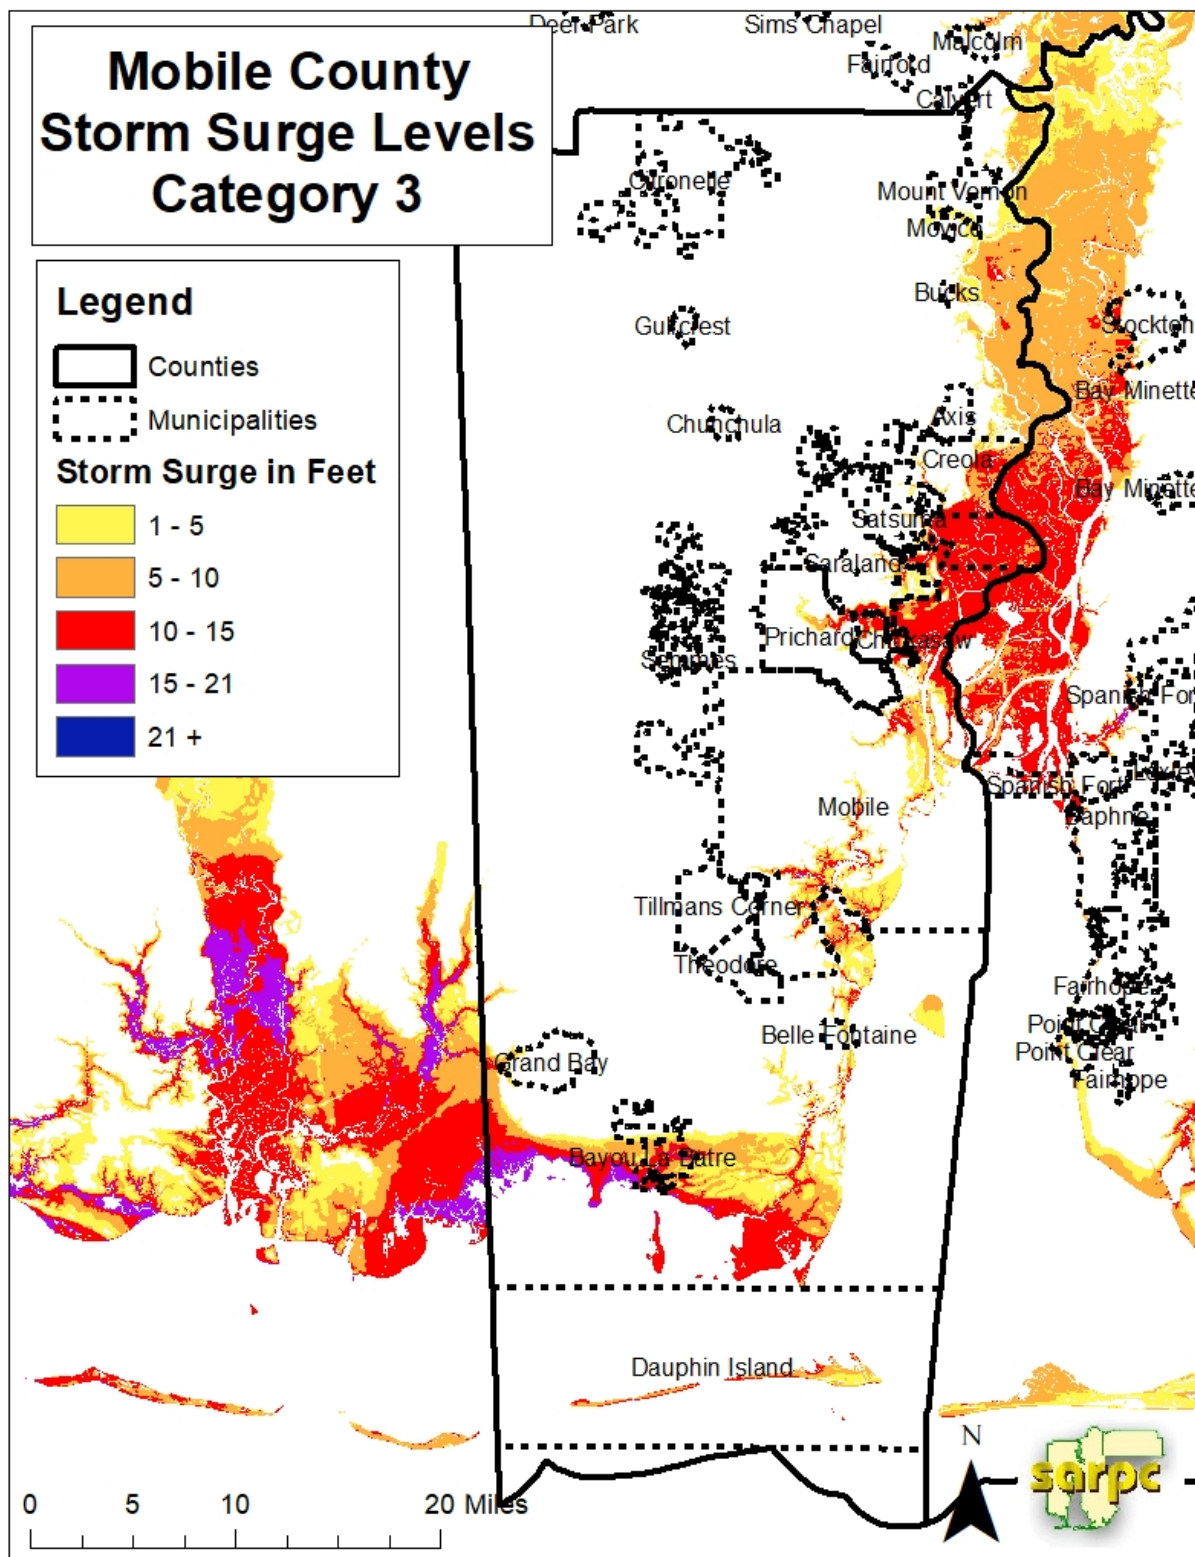 Deer Park
Sims Chapel
Malcolm
Fairfold
Calvert
Mobile County
Storm Surge Levels
Category 3
Citronelle
Mount Vernon
Movico
Bucks
Gulfcrest
Stockton
Bay Minette
Chunchula
Axis
Creola
Bay Minette
Satsuma
Saraland
Prichard
Chickasaw
Semmes
Spanish Fort
Legend
Counties
Municipalities
Storm Surge in Feet
1 - 5
5 - 10
10 - 15
15 - 21
21 +
Spanish Fort
Mobile
Daphne
Tillmans Corner
Theodore
Fairhope
Point Clear
Belle Fontaine
Point Clear
Grand Bay
Fairhope
Bayou La Batre
Dauphin Island
N
sarpc
0 5 10 20 Miles